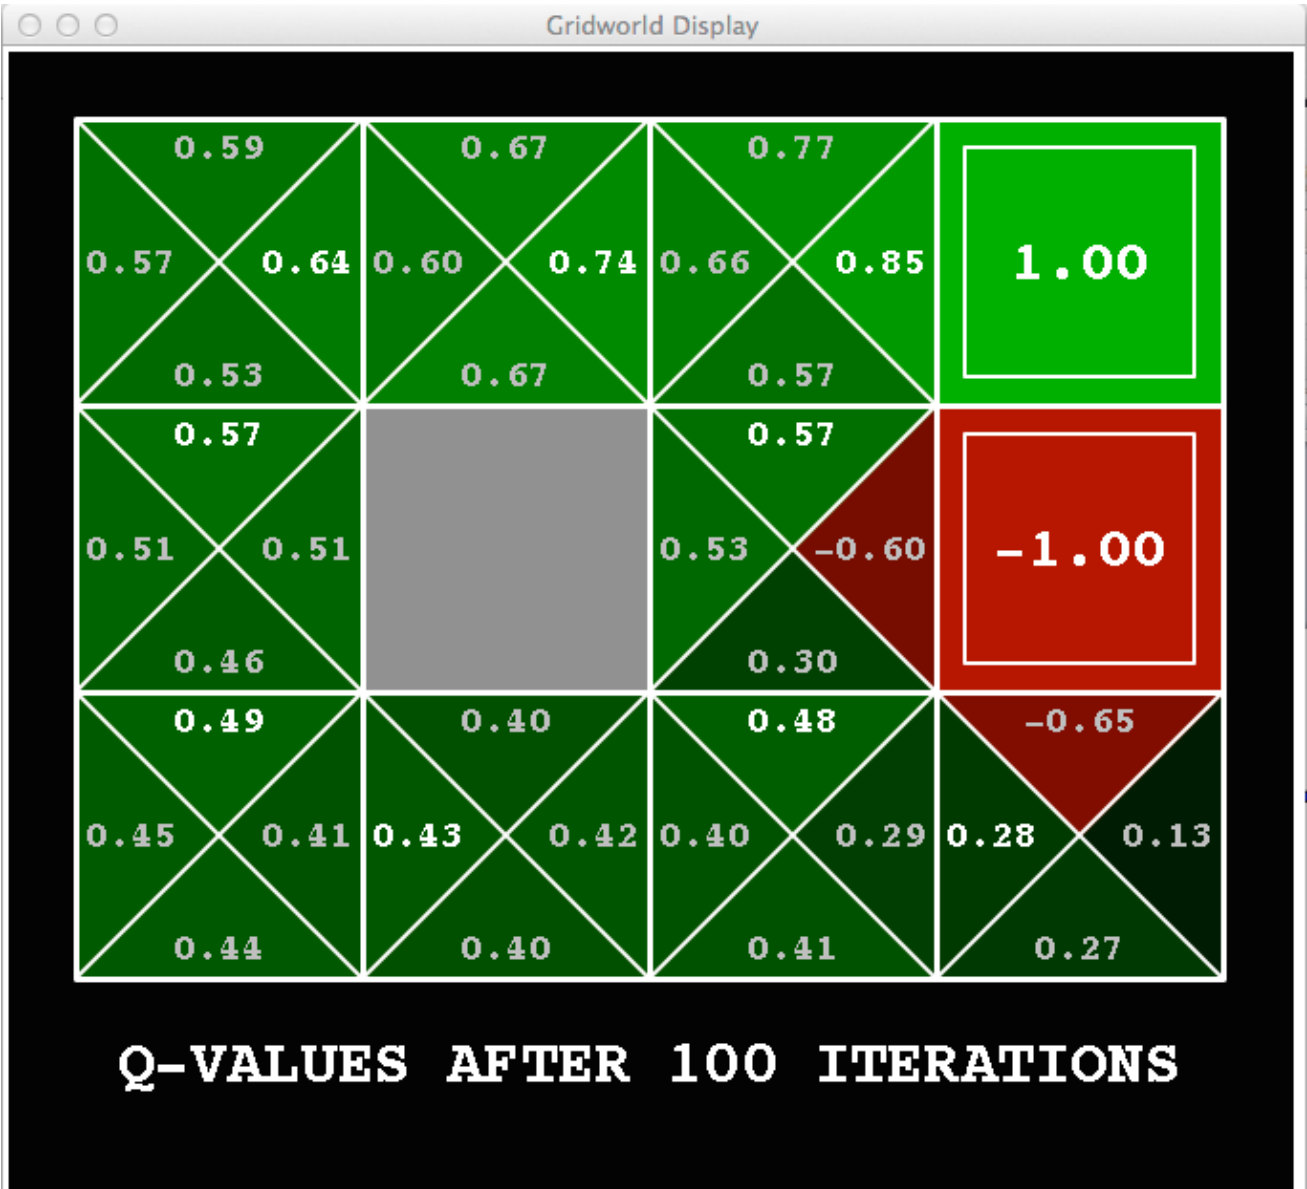 Gridworld Display
0.59 0.67 0.77
0.57 0.64 0.60 0.74 0.66 0.85 1.00
0.53 0.67 0.57
0.57 0.57
0.51 0.51 0.53 -0.60 -1.00
0.46 0.30
0.49 0.40 0.48 -0.65
0.45 0.41 0.43 0.42 0.40 0.29 0.28 0.13
0.44 0.40 0.41 0.27
Q-VALUES AFTER 100 ITERATIONS